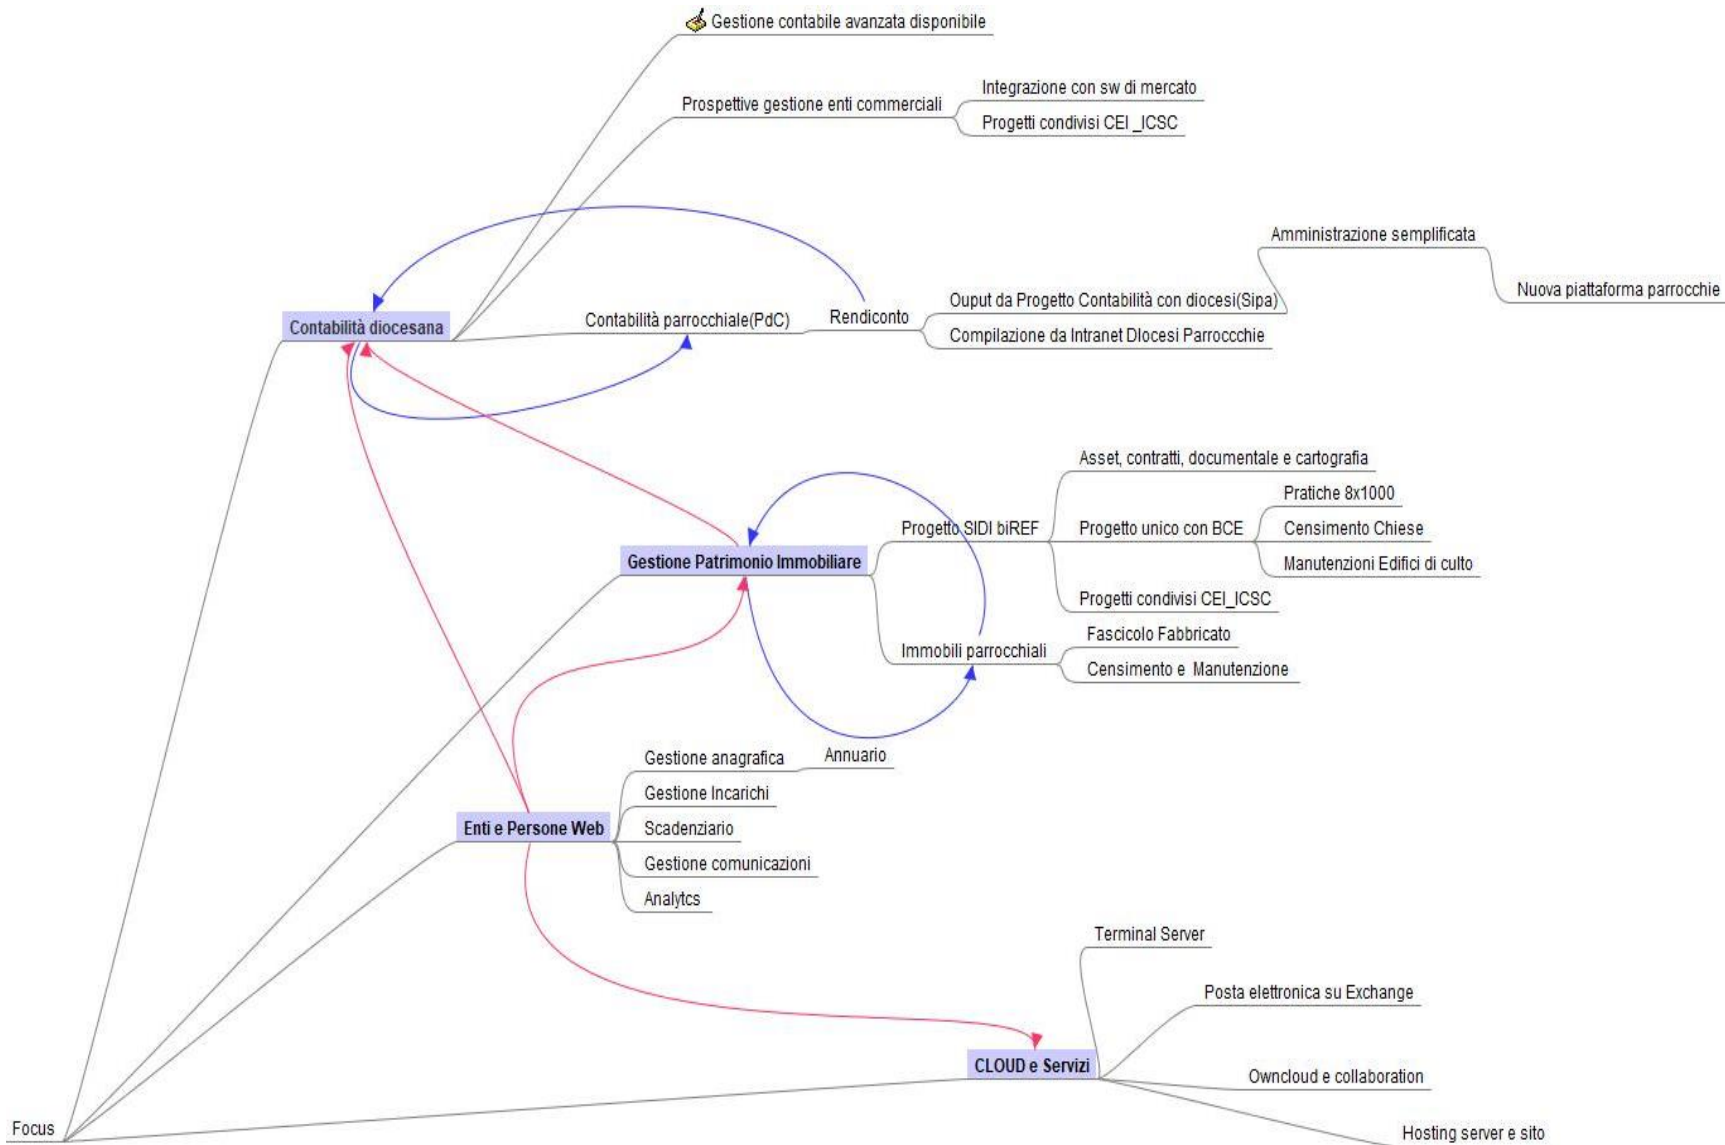 Gestione contabile avanzata disponibile
Prospettive gestione enti commerciali
Integrazione con sw di mercato
Progetti condivisi CEI _ICSC
Contabilità diocesana
Contabilità parrocchiale(PdC)
Rendiconto
Ouput da Progetto Contabilità con diocesi(Sipa)
Amministrazione semplificata
Nuova piattaforma parrocchie
Compilazione da Intranet DIocesi Parroccchie
Gestione Patrimonio Immobiliare
Progetto SIDI biREF
Asset, contratti, documentale e cartografia
Progetto unico con BCE
Pratiche 8x1000
Censimento Chiese
Manutenzioni Edifici di culto
Progetti condivisi CEI_ICSC
Immobili parrocchiali
Fascicolo Fabbricato
Censimento e Manutenzione
Enti e Persone Web
Gestione anagrafica
Annuario
Gestione Incarichi
Scadenziario
Gestione comunicazioni
Analytcs
CLOUD e Servizi
Terminal Server
Posta elettronica su Exchange
Owncloud e collaboration
Hosting server e sito
Focus